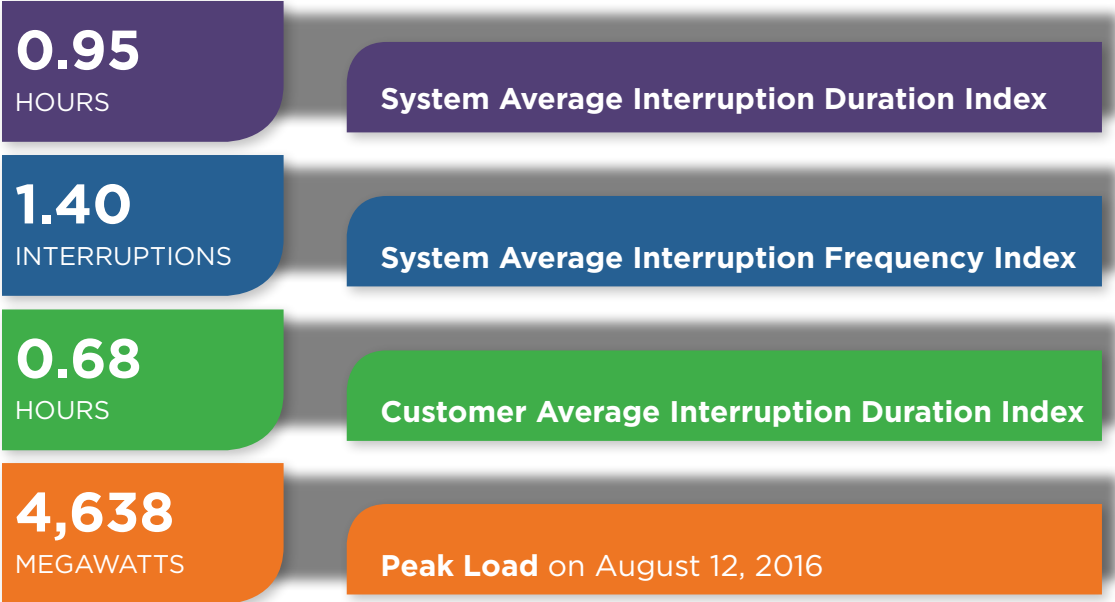 0.95
HOURS
System Average Interruption Duration Index
1.40
INTERRUPTIONS
System Average Interruption Frequency Index
0.68
HOURS
Customer Average Interruption Duration Index
4,638
MEGAWATTS
Peak Load on August 12, 2016